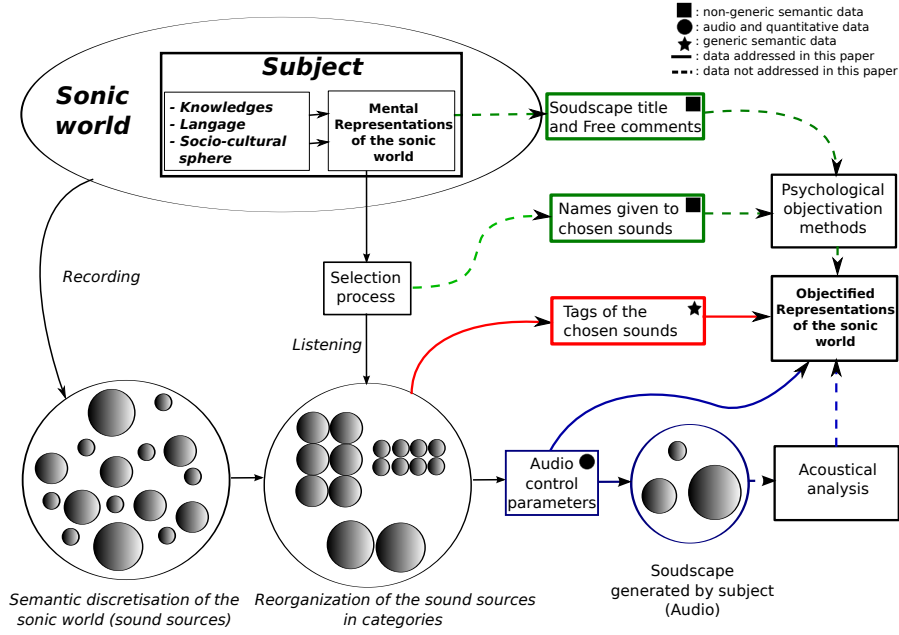 : non-generic semantic data
: audio and quantitative data
: generic semantic data
: data addressed in this paper
: data not addressed in this paper
Sonic
world
Subject
- Knowledges
- Langage
- Socio-cultural
sphere
Mental
Representations
of the sonic
world
Soudscape title
and Free comments
Names given to
chosen sounds
Psychological
objectivation
methods
Recording
Selection
process
Tags of the
chosen sounds
Objectified
Representations
of the sonic
world
Listening
Audio
control
parameters
Acoustical
analysis
Semantic discretisation of the
sonic world (sound sources)
Reorganization of the sound sources
in categories
Soudscape
generated by subject
(Audio)